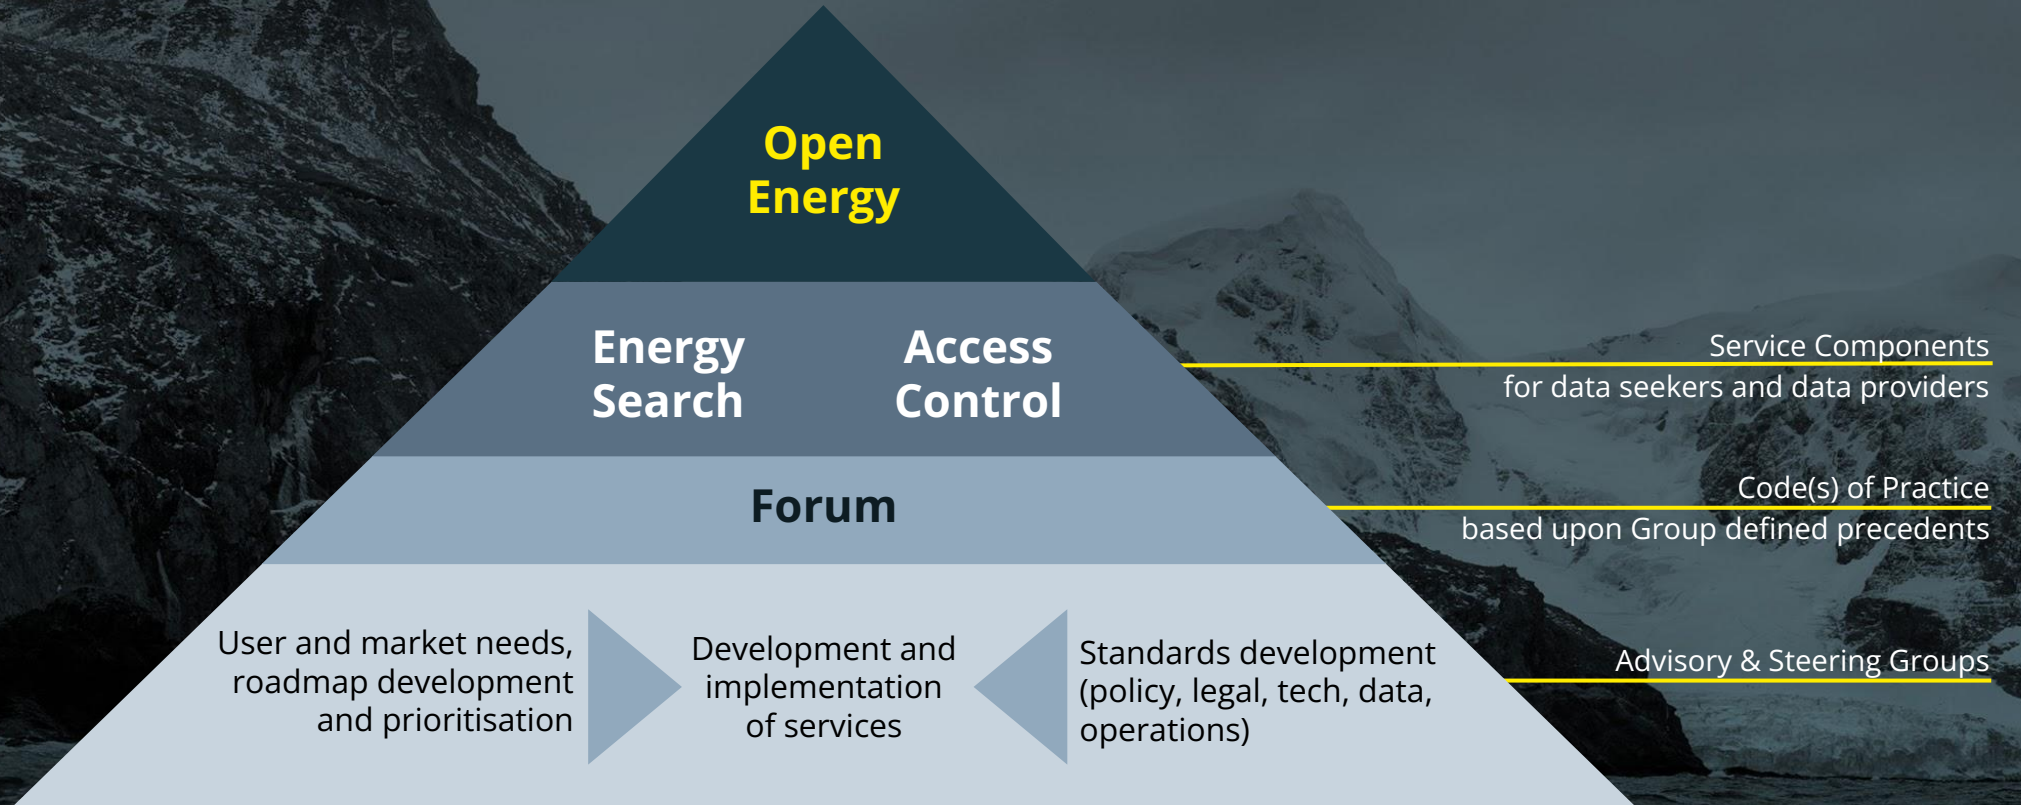 Open
Energy
Energy
Search
Access
Control
Service Components
for data seekers and data providers
Forum
Code(s) of Practice
based upon Group defined precedents
User and market needs,
roadmap development
and prioritisation
Development and
implementation
of services
Standards development
(policy, legal, tech, data,
operations)
Advisory & Steering Groups